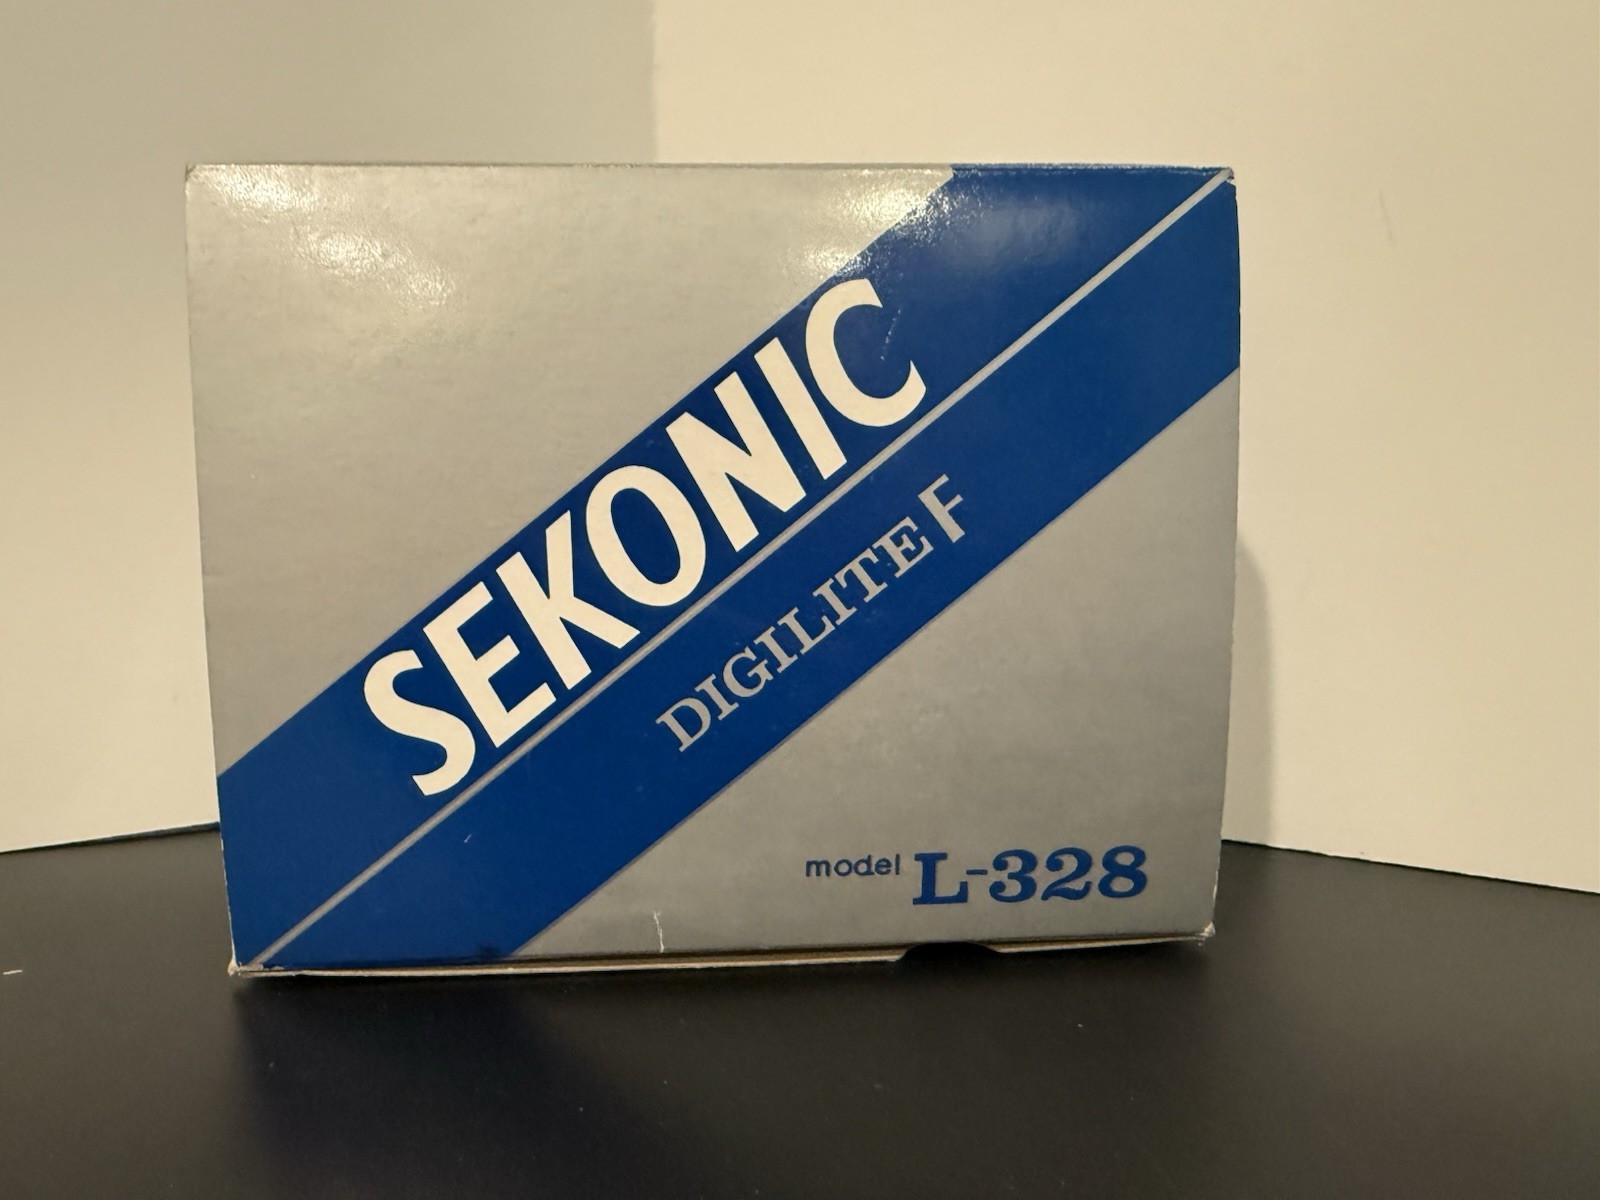 SEKONIC
DIGILITE F
model L-328